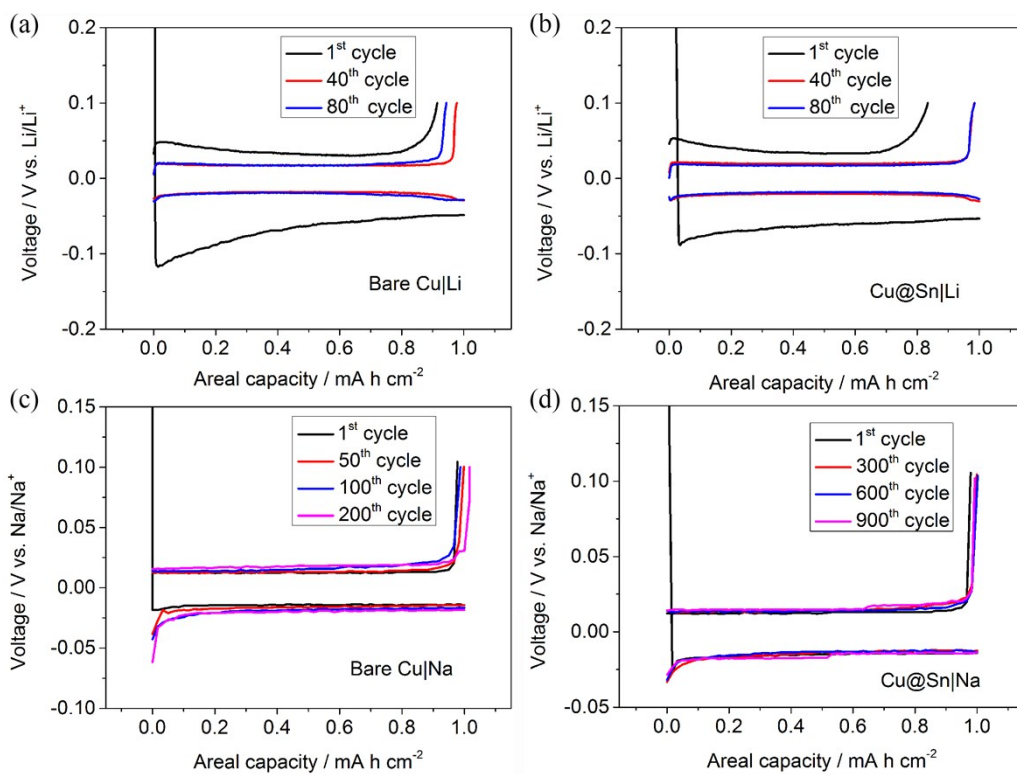 (a)
0.2
0.1
0.0
-0.1
-0.2
Voltage / V vs. Li/Li⁺
1ˢᵗ cycle
40ᵗʰ cycle
80ᵗʰ cycle
Bare Cu|Li
0.0 0.2 0.4 0.6 0.8 1.0
Areal capacity / mA h cm⁻²
(b)
0.2
0.1
0.0
-0.1
-0.2
Voltage / V vs. Li/Li⁺
1ˢᵗ cycle
40ᵗʰ cycle
80ᵗʰ cycle
Cu@Sn|Li
0.0 0.2 0.4 0.6 0.8 1.0
Areal capacity / mA h cm⁻²
(c)
0.15
0.10
0.05
0.00
-0.05
-0.10
Voltage / V vs. Na/Na⁺
1ˢᵗ cycle
50ᵗʰ cycle
100ᵗʰ cycle
200ᵗʰ cycle
Bare Cu|Na
0.0 0.2 0.4 0.6 0.8 1.0
Areal capacity / mA h cm⁻²
(d)
0.15
0.10
0.05
0.00
-0.05
Voltage / V vs. Na/Na⁺
1ˢᵗ cycle
300ᵗʰ cycle
600ᵗʰ cycle
900ᵗʰ cycle
Cu@Sn|Na
0.0 0.2 0.4 0.6 0.8 1.0
Areal capacity / mA h cm⁻²